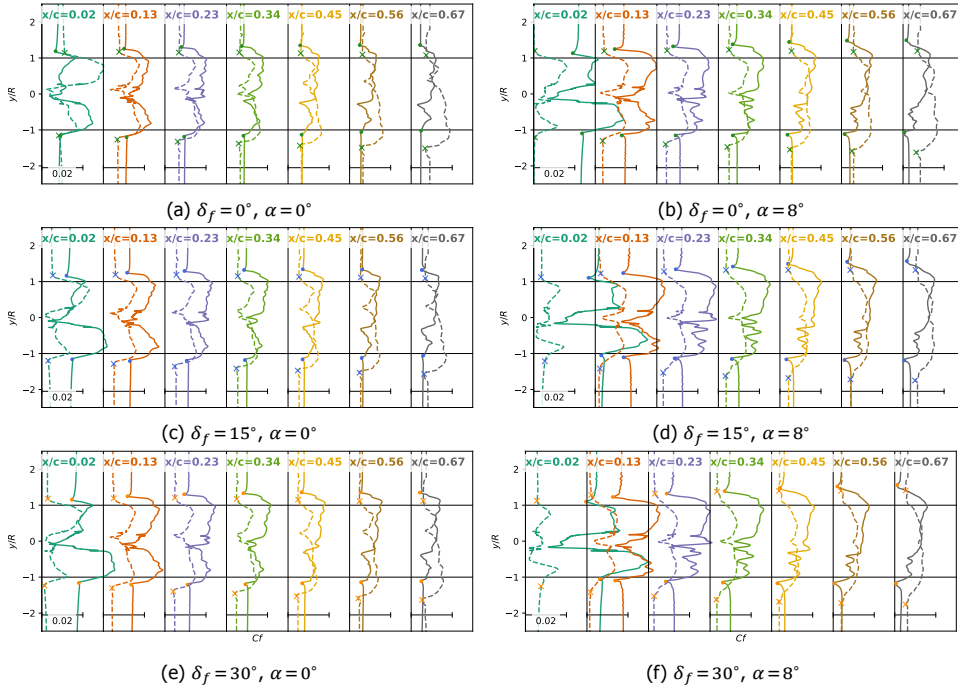 x/c=0.02 x/c=0.13 x/c=0.23 x/c=0.34 x/c=0.45 x/c=0.56 x/c=0.67
2
1
0
−1
−2
y/R
0.02
(a) δf = 0°, α = 0°
x/c=0.02 x/c=0.13 x/c=0.23 x/c=0.34 x/c=0.45 x/c=0.56 x/c=0.67
y/R
0.02
(b) δf = 0°, α = 8°
x/c=0.02 x/c=0.13 x/c=0.23 x/c=0.34 x/c=0.45 x/c=0.56 x/c=0.67
2
1
0
−1
−2
y/R
0.02
(c) δf = 15°, α = 0°
x/c=0.02 x/c=0.13 x/c=0.23 x/c=0.34 x/c=0.45 x/c=0.56 x/c=0.67
y/R
0.02
(d) δf = 15°, α = 8°
x/c=0.02 x/c=0.13 x/c=0.23 x/c=0.34 x/c=0.45 x/c=0.56 x/c=0.67
2
1
0
−1
−2
y/R
0.02
Cf
(e) δf = 30°, α = 0°
x/c=0.02 x/c=0.13 x/c=0.23 x/c=0.34 x/c=0.45 x/c=0.56 x/c=0.67
y/R
0.02
Cf
(f) δf = 30°, α = 8°